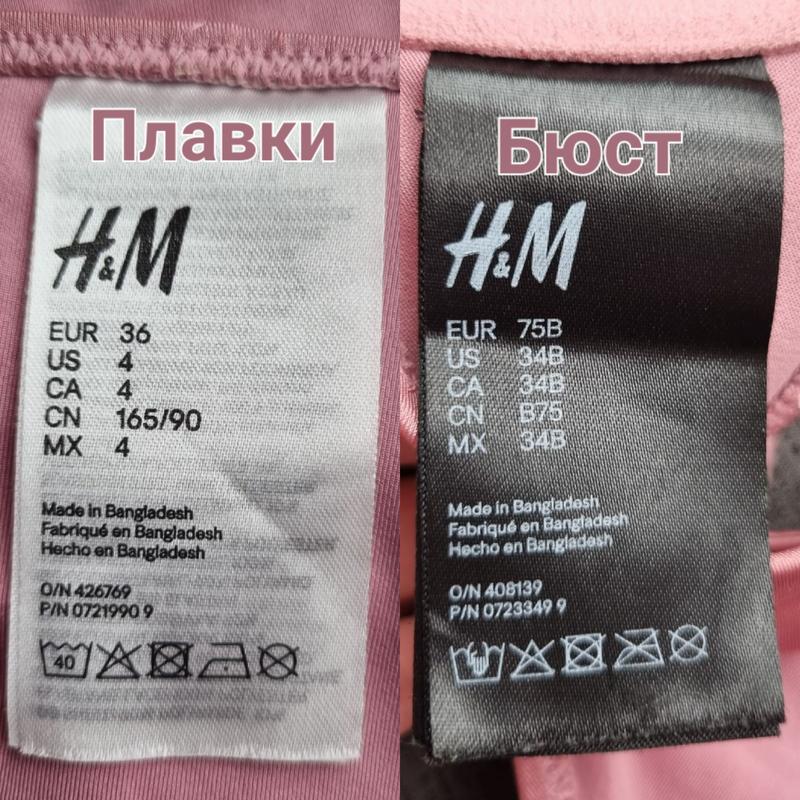 Плавки
H&M
EUR 36
US 4
CA 4
CN 165/90
MX 4
Made in Bangladesh
Fabriqué en Bangladesh
Hecho en Bangladesh
O/N 426769
P/N 0721990 9
40
Бюст
H&M
EUR 75B
US 34B
CA 34B
CN B75
MX 34B
Made in Bangladesh
Fabriqué en Bangladesh
Hecho en Bangladesh
O/N 408139
P/N 0723349 9